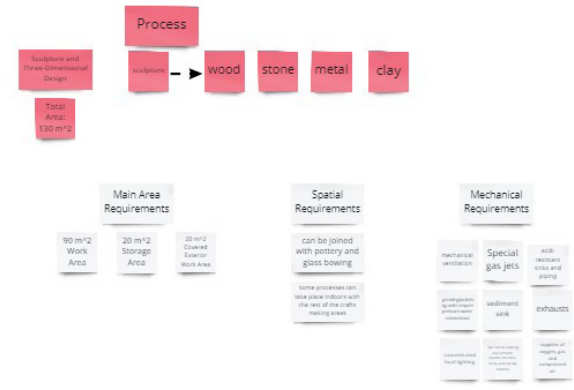 Process
Sculpture and
Three-Dimensional
Design
sculpture
wood
stone
metal
clay
Total
Area:
130 m^2
Main Area
Requirements
Spatial
Requirements
Mechanical
Requirements
90 m^2
Work
Area
20 m^2
Storage
Area
20 m^2
Covered
Exterior
Work Area
can be joined
with pottery and
glass bowing
some processes can
take place indoors with
the rest of the crafts
making areas
mechanical
ventilation
Special
gas jets
acid-
resistant
sinks and
piping
sediment
sink
exhausts
supplies of
oxygen, gas,
and
compressed
air